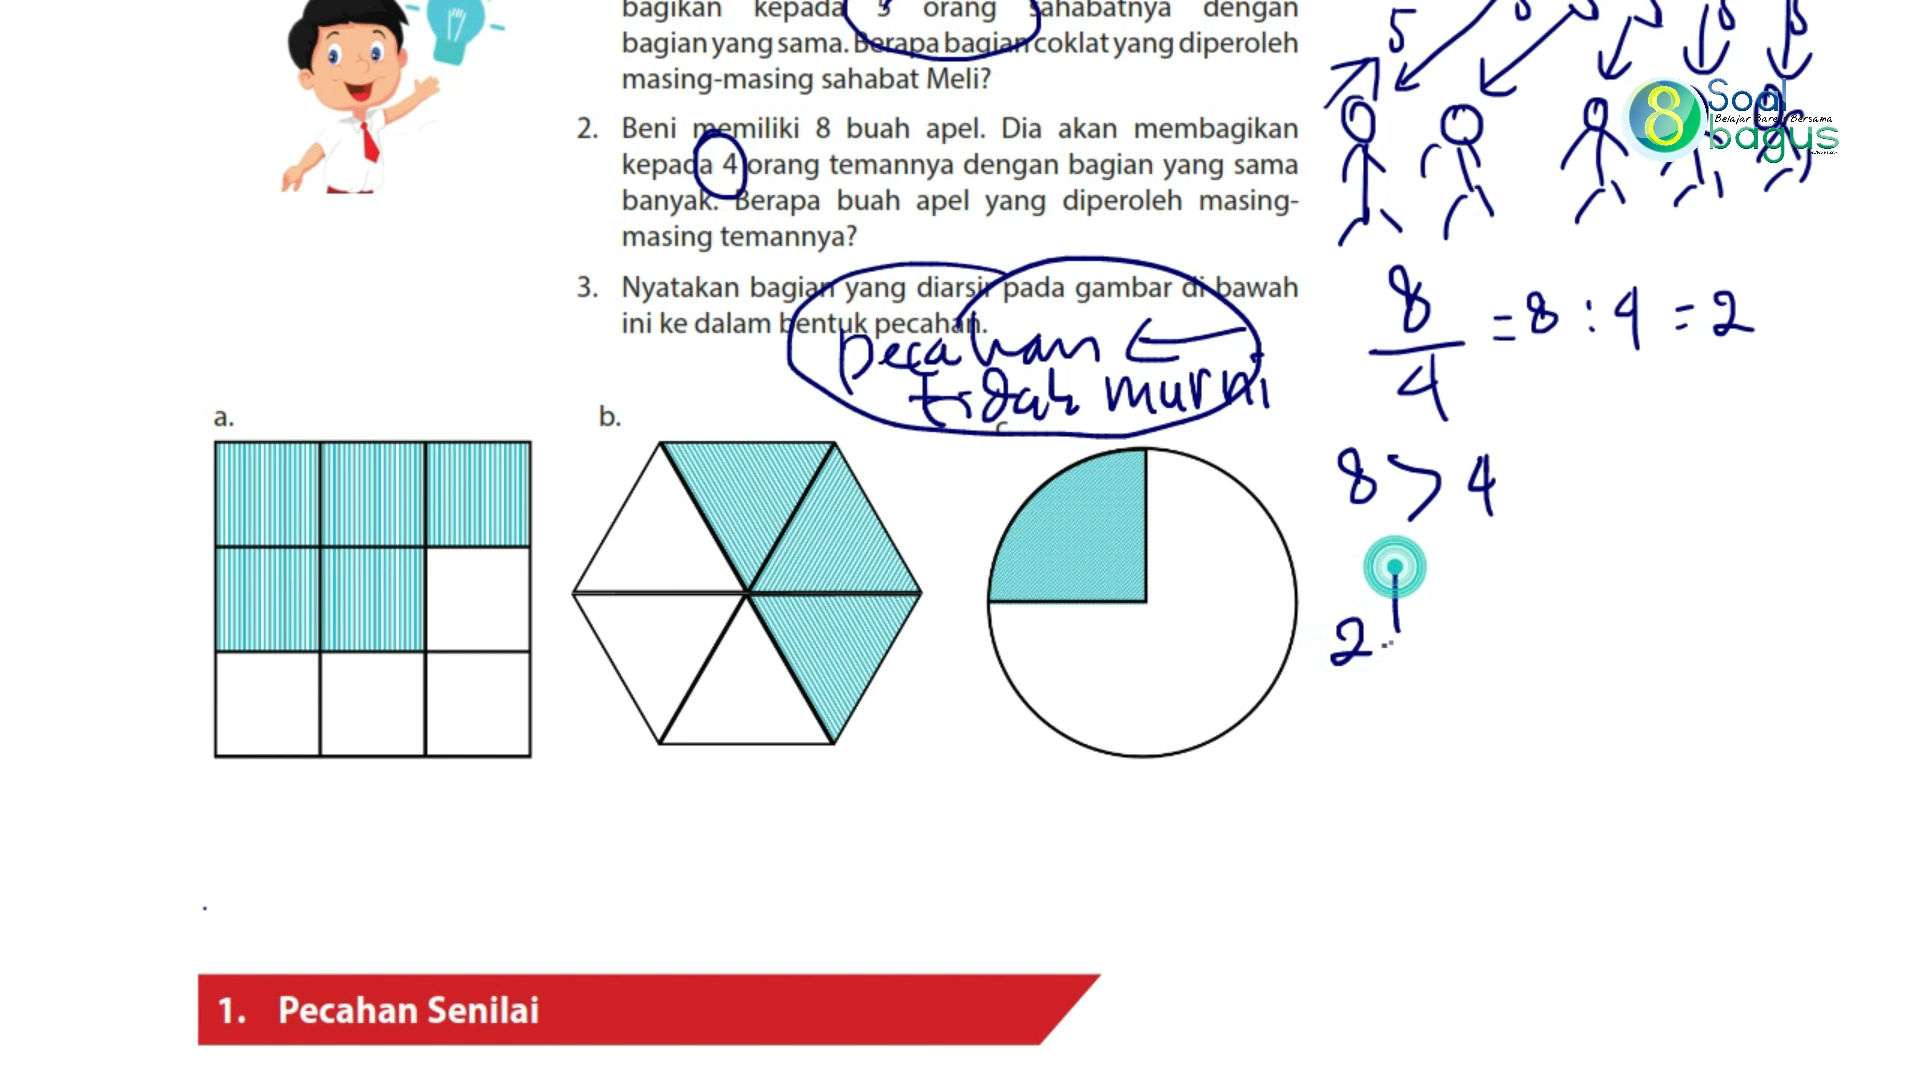 bagikan kepada 5 orang sahabatnya dengan
bagian yang sama. Berapa bagian coklat yang diperoleh
masing-masing sahabat Meli?
2. Beni memiliki 8 buah apel. Dia akan membagikan
kepada 4 orang temannya dengan bagian yang sama
banyak. Berapa buah apel yang diperoleh masing-
masing temannya?
3. Nyatakan bagian yang diarsir pada gambar di bawah
ini ke dalam bentuk pecahan.
pecahan
tidak murni
a.
b.
c
5
8 Soal
Belajar Bareng Bersama
bagus
8
4
= 8 : 4 = 2
8 > 4
2
1. Pecahan Senilai